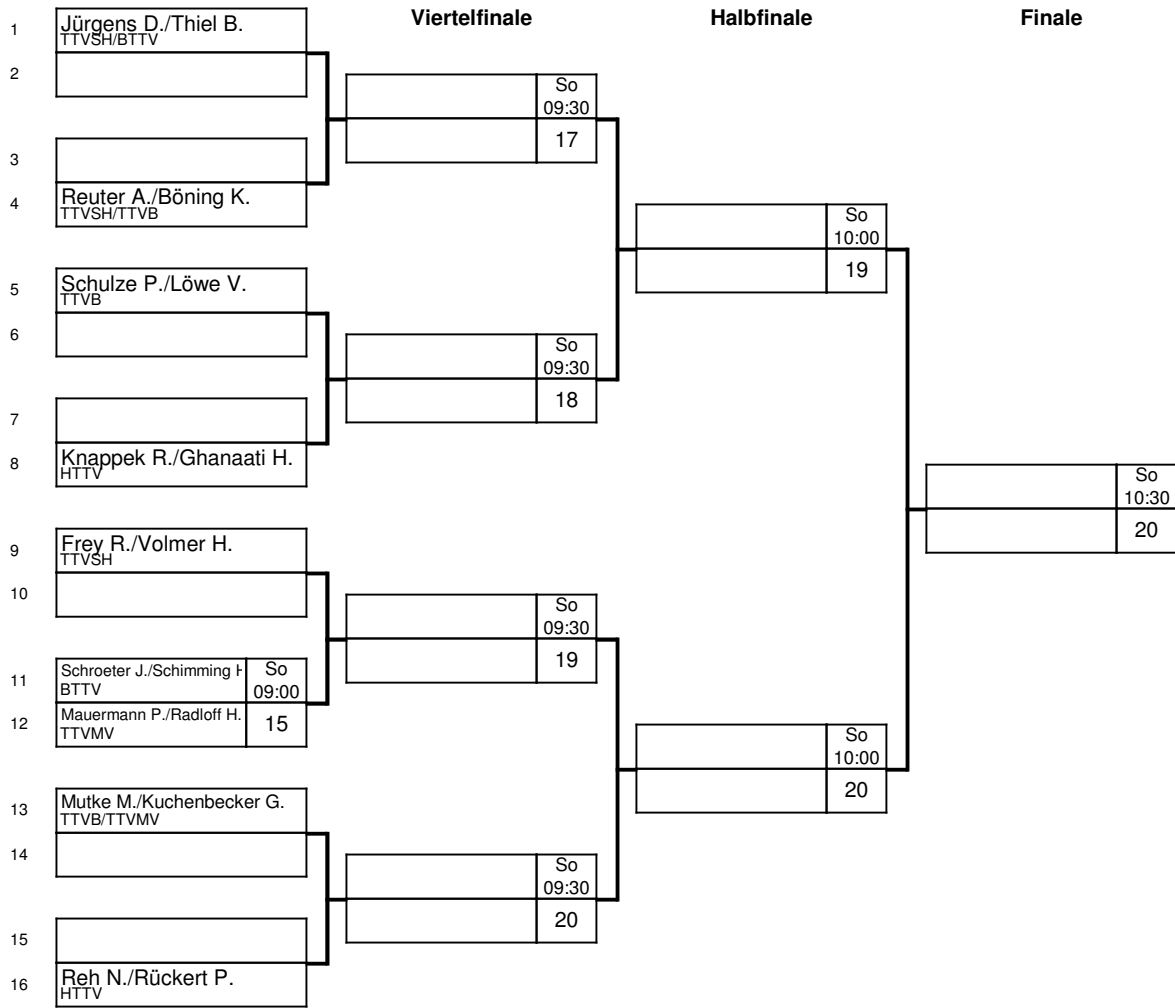 Viertelfinale Halbfinale Finale
1 Jürgens D./Thiel B.
TTVSH/BTTV
2
So
09:30
17
3
4 Reuter A./Böning K.
TTVSH/TTVB
So
10:00
19
5 Schulze P./Löwe V.
TTVB
6
So
09:30
18
7
8 Knappek R./Ghanaati H.
HTTV
So
10:30
20
9 Frey R./Volmer H.
TTVSH
10
So
09:30
19
11 Schroeter J./Schimming So
BTTV 09:00
12 Mauermann P./Radloff H. 15
TTVMV
So
10:00
20
13 Mutke M./Kuchenbecker G.
TTVB/TTVMV
14
So
09:30
20
15
16 Reh N./Rückert P.
HTTV